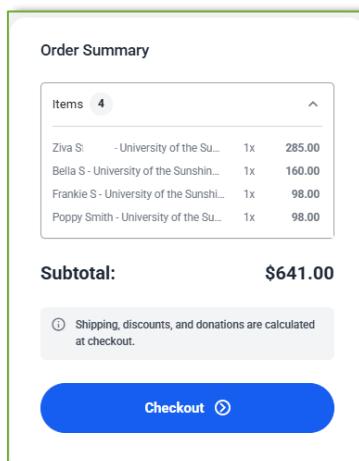 Order Summary
Items 4
Ziva S - University of the Su... 1x 285.00
Bella S - University of the Sunshin... 1x 160.00
Frankie S - University of the Sunshi... 1x 98.00
Poppy Smith - University of the Su... 1x 98.00
Subtotal: $641.00
Shipping, discounts, and donations are calculated
at checkout.
Checkout